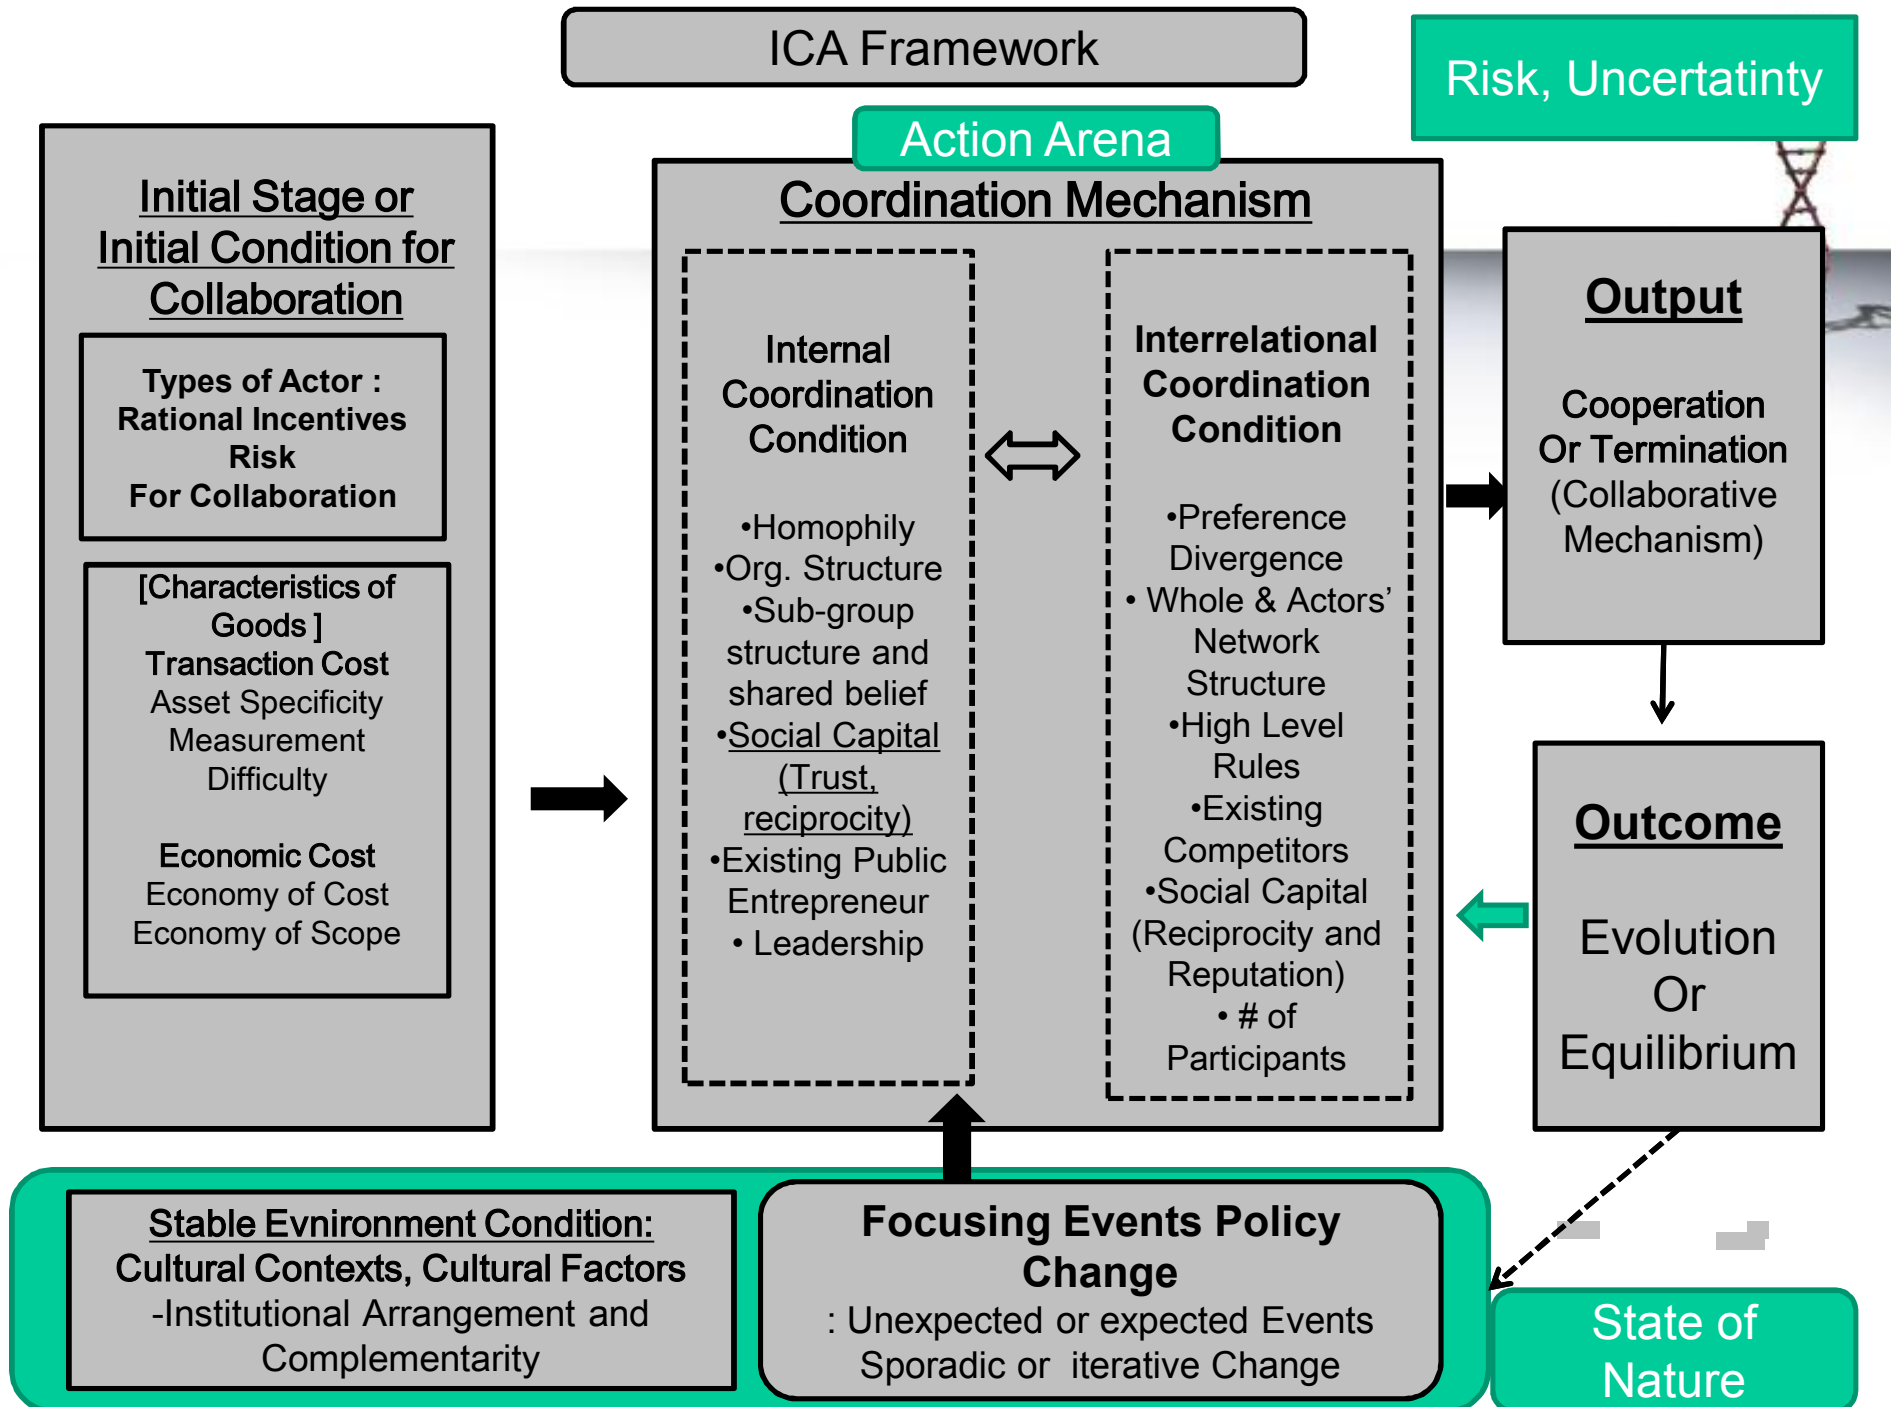 ICA Framework
Risk, Uncertatinty
Action Arena
Initial Stage or
Initial Condition for
Collaboration
Types of Actor :
Rational Incentives
Risk
For Collaboration
[Characteristics of
Goods ]
Transaction Cost
Asset Specificity
Measurement
Difficulty
Economic Cost
Economy of Cost
Economy of Scope
Coordination Mechanism
Internal
Coordination
Condition
•Homophily
•Org. Structure
•Sub-group
structure and
shared belief
•Social Capital
(Trust,
reciprocity)
•Existing Public
Entrepreneur
• Leadership
Interrelational
Coordination
Condition
•Preference
Divergence
• Whole & Actors’
Network
Structure
•High Level
Rules
•Existing
Competitors
•Social Capital
(Reciprocity and
Reputation)
• # of
Participants
Output
Cooperation
Or Termination
(Collaborative
Mechanism)
Outcome
Evolution
Or
Equilibrium
Stable Evnironment Condition:
Cultural Contexts, Cultural Factors
-Institutional Arrangement and
Complementarity
Focusing Events Policy
Change
: Unexpected or expected Events
Sporadic or iterative Change
State of
Nature